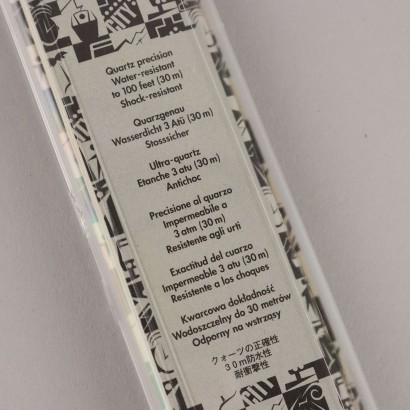 Quartz precision
Water-resistant
to 100 feet (30 m)
Shock-resistant
Quarzgenau
Wasserdicht 3 Atü (30 m)
Stosssicher
Ultra-quartz
Etanche 3 atu (30 m)
Antichoc
Precisione al quarzo
Impermeabile a
3 atm (30 m)
Resistente agli urti
Exactitud del cuarzo
Impermeable 3 atu (30 m)
Resistente a los choques
Kwarcowa dokładność
Wodoszczelny do 30 metrów
Odporny na wstrząsy
クォーツの正確性
30m防水性
耐衝撃性